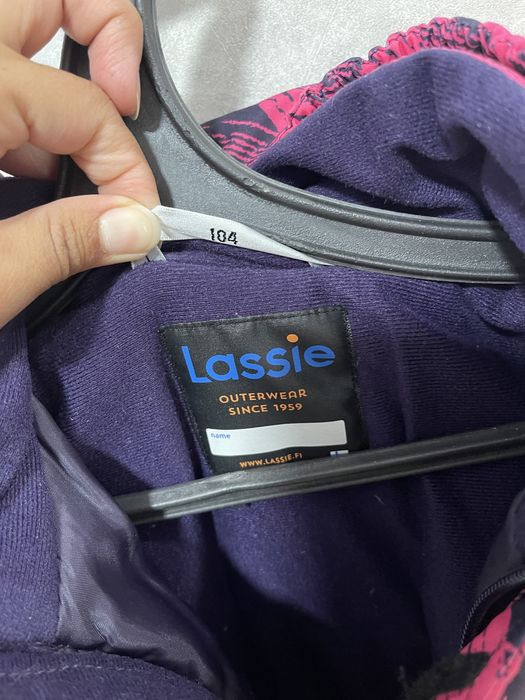 104
Lassie
OUTERWEAR
SINCE 1959
name
WWW.LASSIE.FI